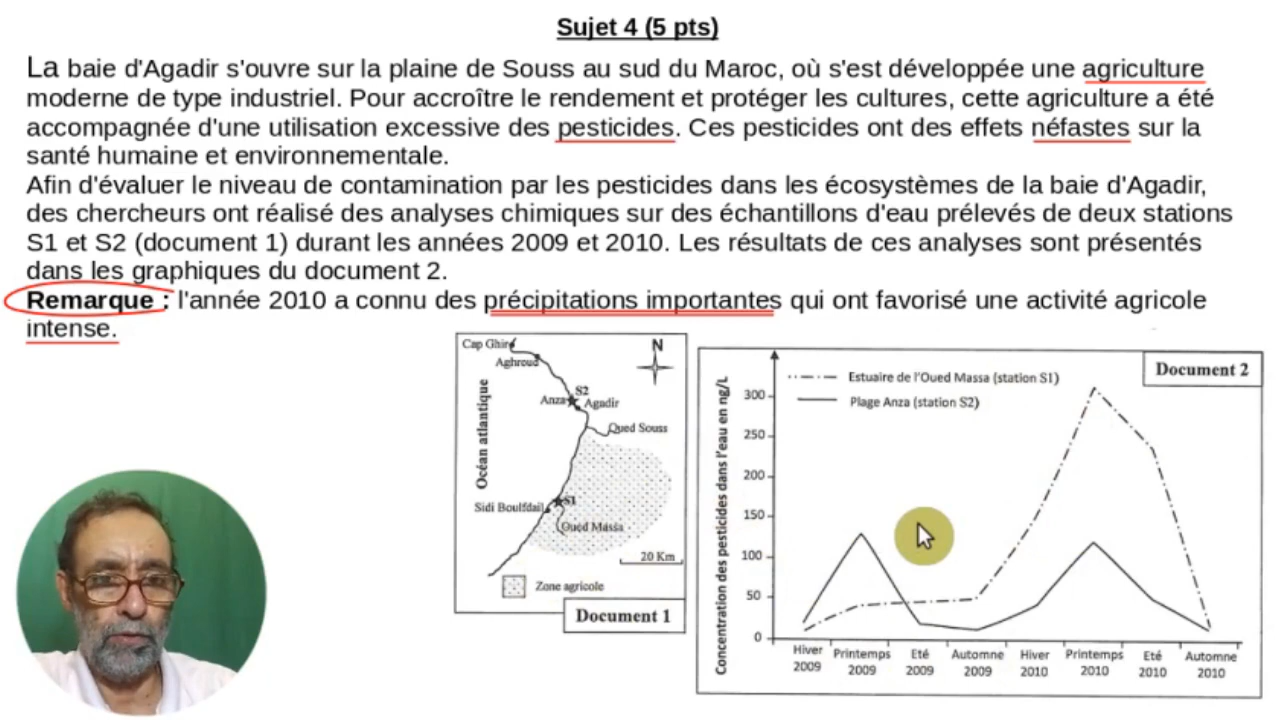 Sujet 4 (5 pts)
La baie d'Agadir s'ouvre sur la plaine de Souss au sud du Maroc, où s'est développée une agriculture
moderne de type industriel. Pour accroître le rendement et protéger les cultures, cette agriculture a été
accompagnée d'une utilisation excessive des pesticides. Ces pesticides ont des effets néfastes sur la
santé humaine et environnementale.
Afin d'évaluer le niveau de contamination par les pesticides dans les écosystèmes de la baie d'Agadir,
des chercheurs ont réalisé des analyses chimiques sur des échantillons d'eau prélevés de deux stations
S1 et S2 (document 1) durant les années 2009 et 2010. Les résultats de ces analyses sont présentés
dans les graphiques du document 2.
Remarque : l'année 2010 a connu des précipitations importantes qui ont favorisé une activité agricole
intense.
Cap Ghir
Aghroud
N
Océan atlantique
S2
Anza
Agadir
Oued Souss
Sidi Boulfdail
S1
Oued Massa
20 Km
Zone agricole
Document 1
Document 2
Estuaire de l'Oued Massa (station S1)
Plage Anza (station S2)
Concentration des pesticides dans l'eau en ng/L
300
250
200
150
100
50
0
Hiver 2009
Printemps 2009
Eté 2009
Automne 2009
Hiver 2010
Printemps 2010
Eté 2010
Automne 2010